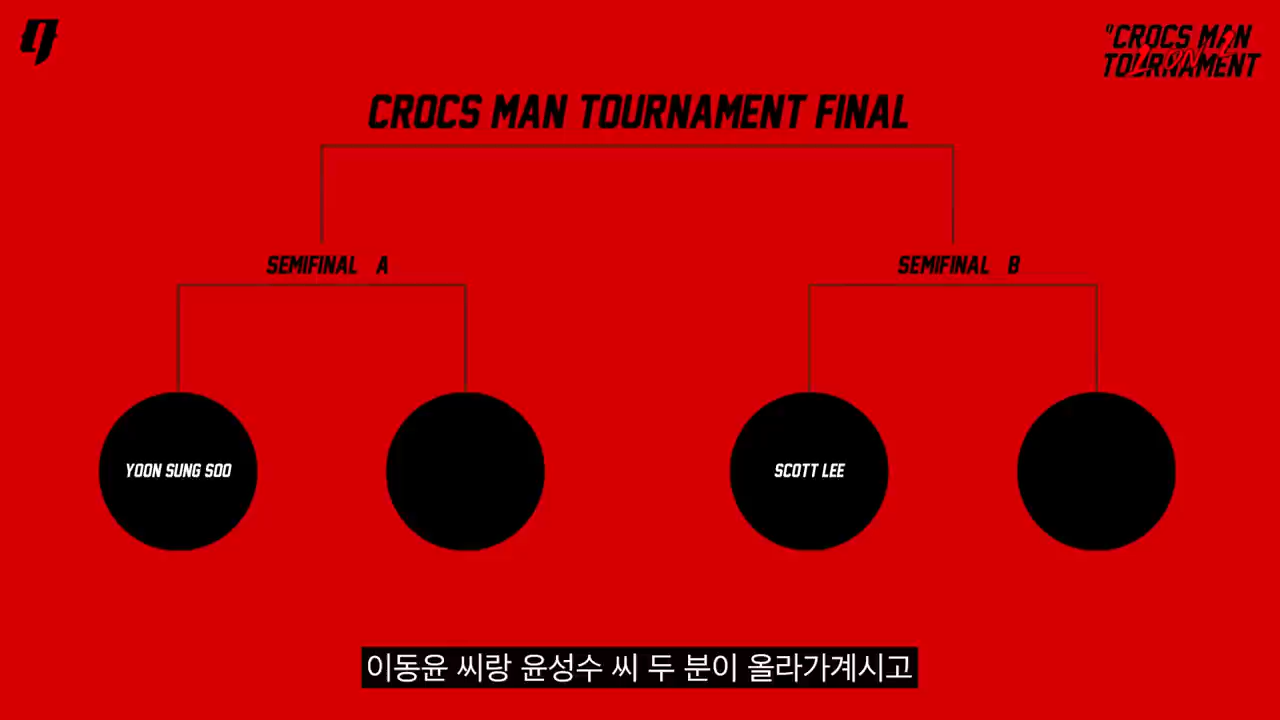 "CROCS MAN
TOURNAMENT
CROCS MAN TOURNAMENT FINAL
SEMIFINAL A
SEMIFINAL B
YOON SUNG SOO
SCOTT LEE
이동윤 씨랑 윤성수 씨 두 분이 올라가계시고